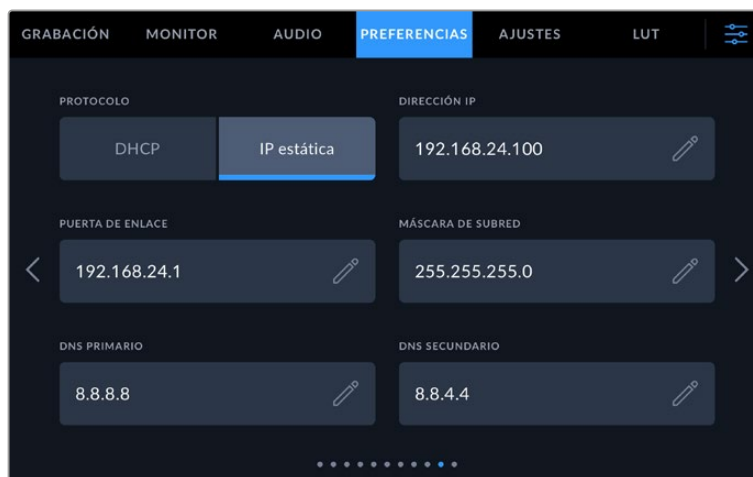 GRABACIÓN MONITOR AUDIO PREFERENCIAS AJUSTES LUT
PROTOCOLO DIRECCIÓN IP
DHCP IP estática 192.168.24.100
PUERTA DE ENLACE MÁSCARA DE SUBRED
192.168.24.1 255.255.255.0
DNS PRIMARIO DNS SECUNDARIO
8.8.8.8 8.8.4.4